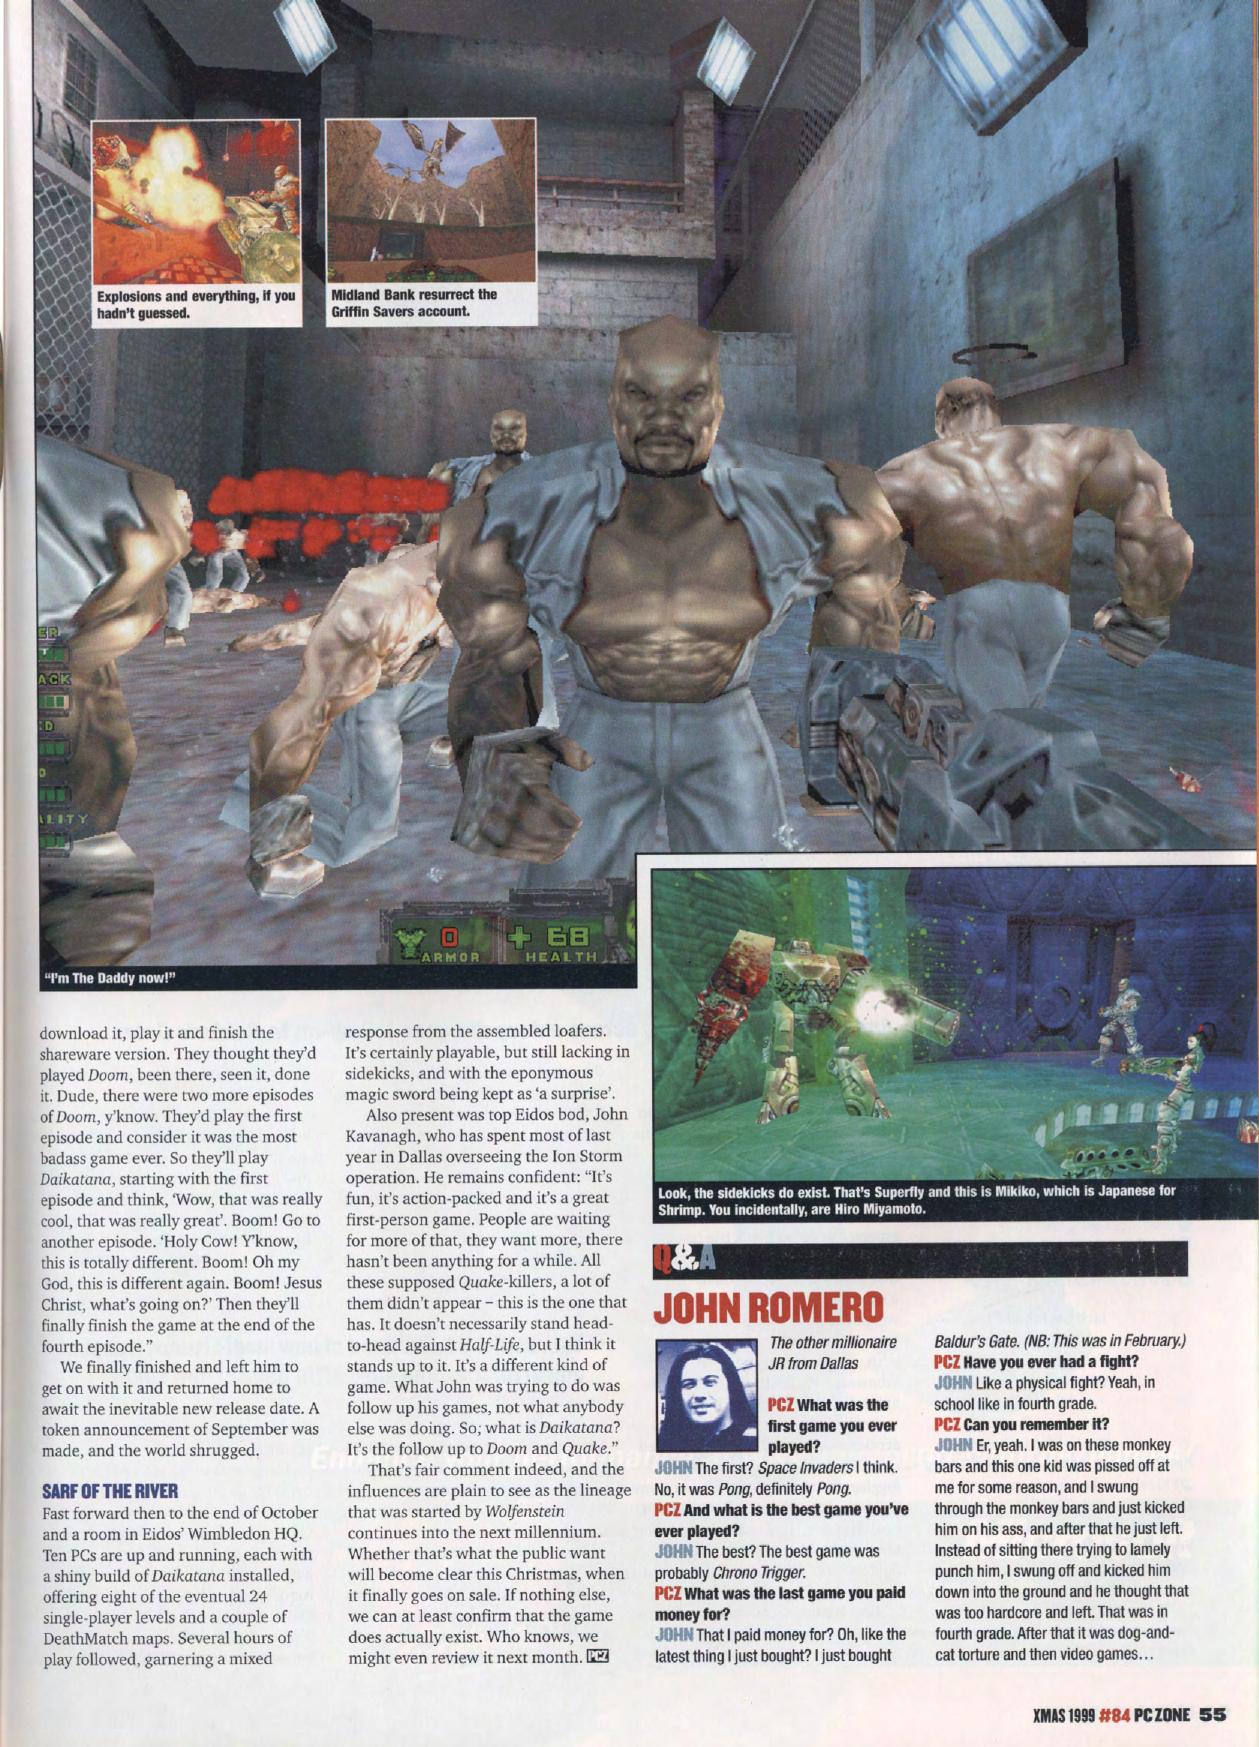 Explosions and everything, if you
hadn't guessed.
Midland Bank resurrect the
Griffin Savers account.
ER
ACK
ED
O
ALITY
0
ARMOR
68
HEALTH
"I'm The Daddy now!"
Look, the sidekicks do exist. That's Superfly and this is Mikiko, which is Japanese for
Shrimp. You incidentally, are Hiro Miyamoto.
download it, play it and finish the
shareware version. They thought they'd
played Doom, been there, seen it, done
it. Dude, there were two more episodes
of Doom, y'know. They'd play the first
episode and consider it was the most
badass game ever. So they'll play
Daikatana, starting with the first
episode and think, 'Wow, that was really
cool, that was really great'. Boom! Go to
another episode. 'Holy Cow! Y'know,
this is totally different. Boom! Oh my
God, this is different again. Boom! Jesus
Christ, what's going on?' Then they'll
finally finish the game at the end of the
fourth episode."
We finally finished and left him to
get on with it and returned home to
await the inevitable new release date. A
token announcement of September was
made, and the world shrugged.
SARF OF THE RIVER
Fast forward then to the end of October
and a room in Eidos' Wimbledon HQ.
Ten PCs are up and running, each with
a shiny build of Daikatana installed,
offering eight of the eventual 24
single-player levels and a couple of
DeathMatch maps. Several hours of
play followed, garnering a mixed
response from the assembled loafers.
It's certainly playable, but still lacking in
sidekicks, and with the eponymous
magic sword being kept as 'a surprise'.
Also present was top Eidos bod, John
Kavanagh, who has spent most of last
year in Dallas overseeing the Ion Storm
operation. He remains confident: "It's
fun, it's action-packed and it's a great
first-person game. People are waiting
for more of that, they want more, there
hasn't been anything for a while. All
these supposed Quake-killers, a lot of
them didn't appear – this is the one that
has. It doesn't necessarily stand head-
to-head against Half-Life, but I think it
stands up to it. It's a different kind of
game. What John was trying to do was
follow up his games, not what anybody
else was doing. So; what is Daikatana?
It's the follow up to Doom and Quake."
That's fair comment indeed, and the
influences are plain to see as the lineage
that was started by Wolfenstein
continues into the next millennium.
Whether that's what the public want
will become clear this Christmas, when
it finally goes on sale. If nothing else,
we can at least confirm that the game
does actually exist. Who knows, we
might even review it next month. PCZ
Q&A
JOHN ROMERO
The other millionaire
JR from Dallas
PCZ What was the
first game you ever
played?
JOHN The first? Space Invaders I think.
No, it was Pong, definitely Pong.
PCZ And what is the best game you've
ever played?
JOHN The best? The best game was
probably Chrono Trigger.
PCZ What was the last game you paid
money for?
JOHN That I paid money for? Oh, like the
latest thing I just bought? I just bought
Baldur's Gate. (NB: This was in February.)
PCZ Have you ever had a fight?
JOHN Like a physical fight? Yeah, in
school like in fourth grade.
PCZ Can you remember it?
JOHN Er, yeah. I was on these monkey
bars and this one kid was pissed off at
me for some reason, and I swung
through the monkey bars and just kicked
him on his ass, and after that he just left.
Instead of sitting there trying to lamely
punch him, I swung off and kicked him
down into the ground and he thought that
was too hardcore and left. That was in
fourth grade. After that it was dog-and-
cat torture and then video games...
XMAS 1999 #84 PC ZONE 55